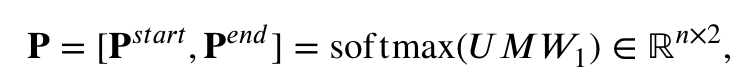 𝐏 = [𝐏^{start}, 𝐏^{end}] = softmax(UMW_1) ∈ ℝ^{n×2},